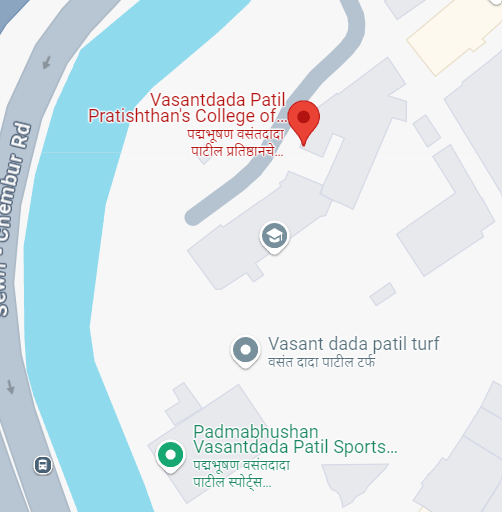 Vasantdada Patil
Pratishthan's College of...
पद्मभूषण वसंतदादा
पाटील प्रतिष्ठानचे...
Chembur Rd
Vasant dada patil turf
वसंत दादा पाटील टर्फ
Padmabhushan
Vasantdada Patil Sports...
पद्मभूषण वसंतदादा
पाटील स्पोर्ट्स...